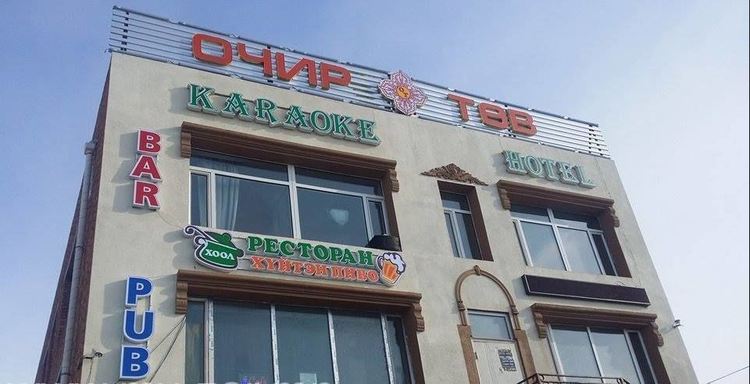 ОЧИР ТӨВ
KARAOKE
HOTEL
BAR
ХООЛ
РЕСТОРАН
ХҮЙТЭН ПИВО
PUB